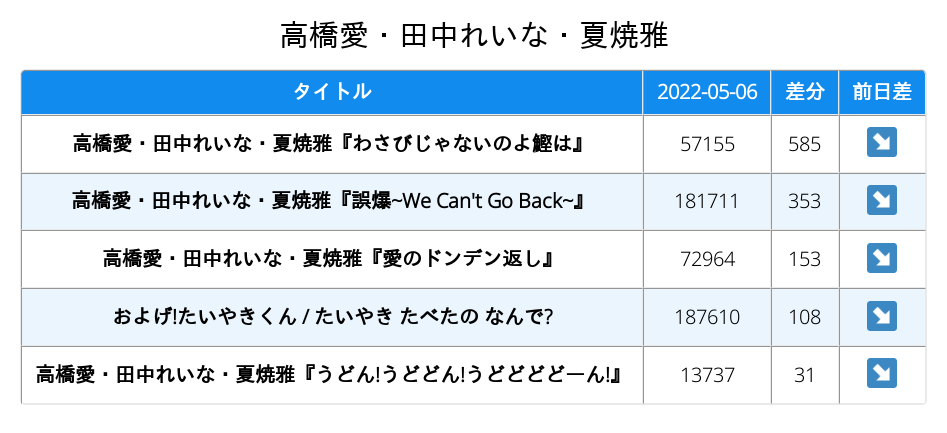 高橋愛・田中れいな・夏焼雅
タイトル 2022-05-06 差分 前日差
高橋愛・田中れいな・夏焼雅『わさびじゃないのよ鰹は』 57155 585 ↘
高橋愛・田中れいな・夏焼雅『誤爆~We Can't Go Back~』 181711 353 ↘
高橋愛・田中れいな・夏焼雅『愛のドンデン返し』 72964 153 ↘
およげ!たいやきくん / たいやき たべたの なんで? 187610 108 ↘
高橋愛・田中れいな・夏焼雅『うどん!うどどん!うどどどどーん!』 13737 31 ↘